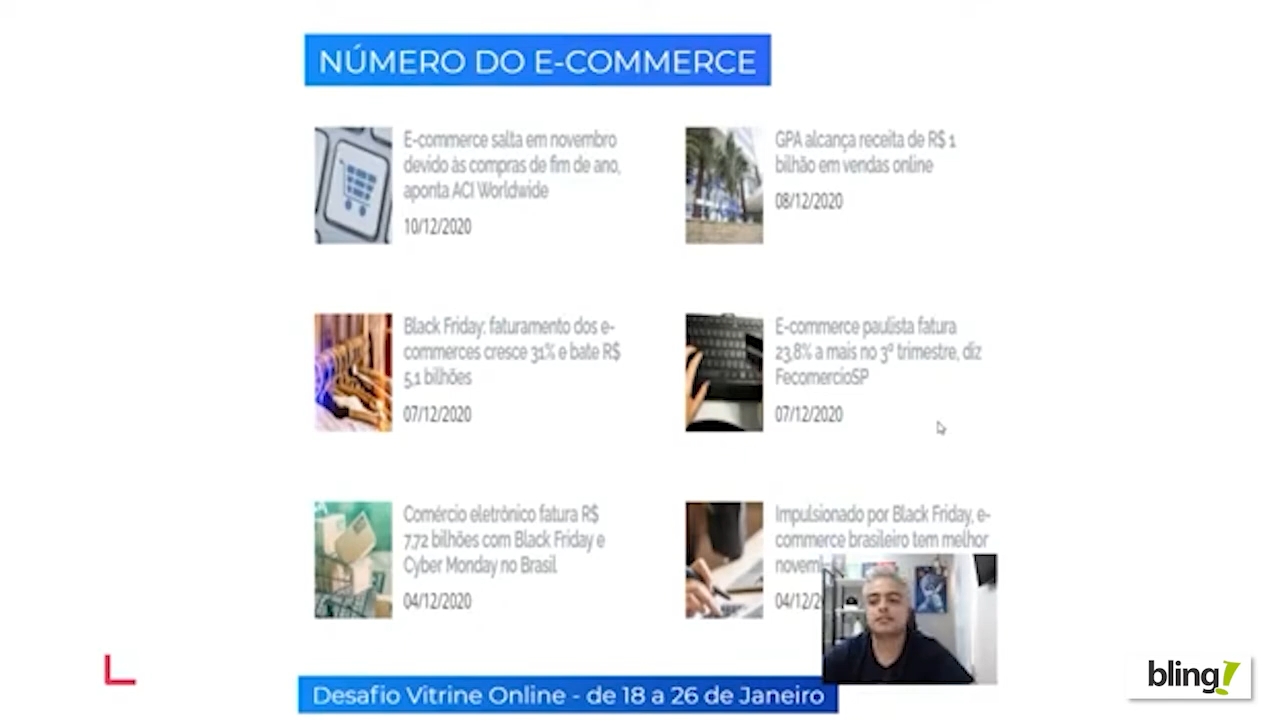 NÚMERO DO E-COMMERCE
E-commerce salta em novembro
devido às compras de fim de ano,
aponta ACI Worldwide
10/12/2020
GPA alcança receita de R$ 1
bilhão em vendas online
08/12/2020
Black Friday: faturamento dos e-
commerces cresce 31% e bate R$
5,1 bilhões
07/12/2020
E-commerce paulista fatura
23,8% a mais no 3º trimestre, diz
FecomercioSP
07/12/2020
Comércio eletrônico fatura R$
7,72 bilhões com Black Friday e
Cyber Monday no Brasil
04/12/2020
Impulsionado por Black Friday, e-
commerce brasileiro tem melhor
04/12/2
Desafio Vitrine Online - de 18 a 26 de Janeiro
bling!